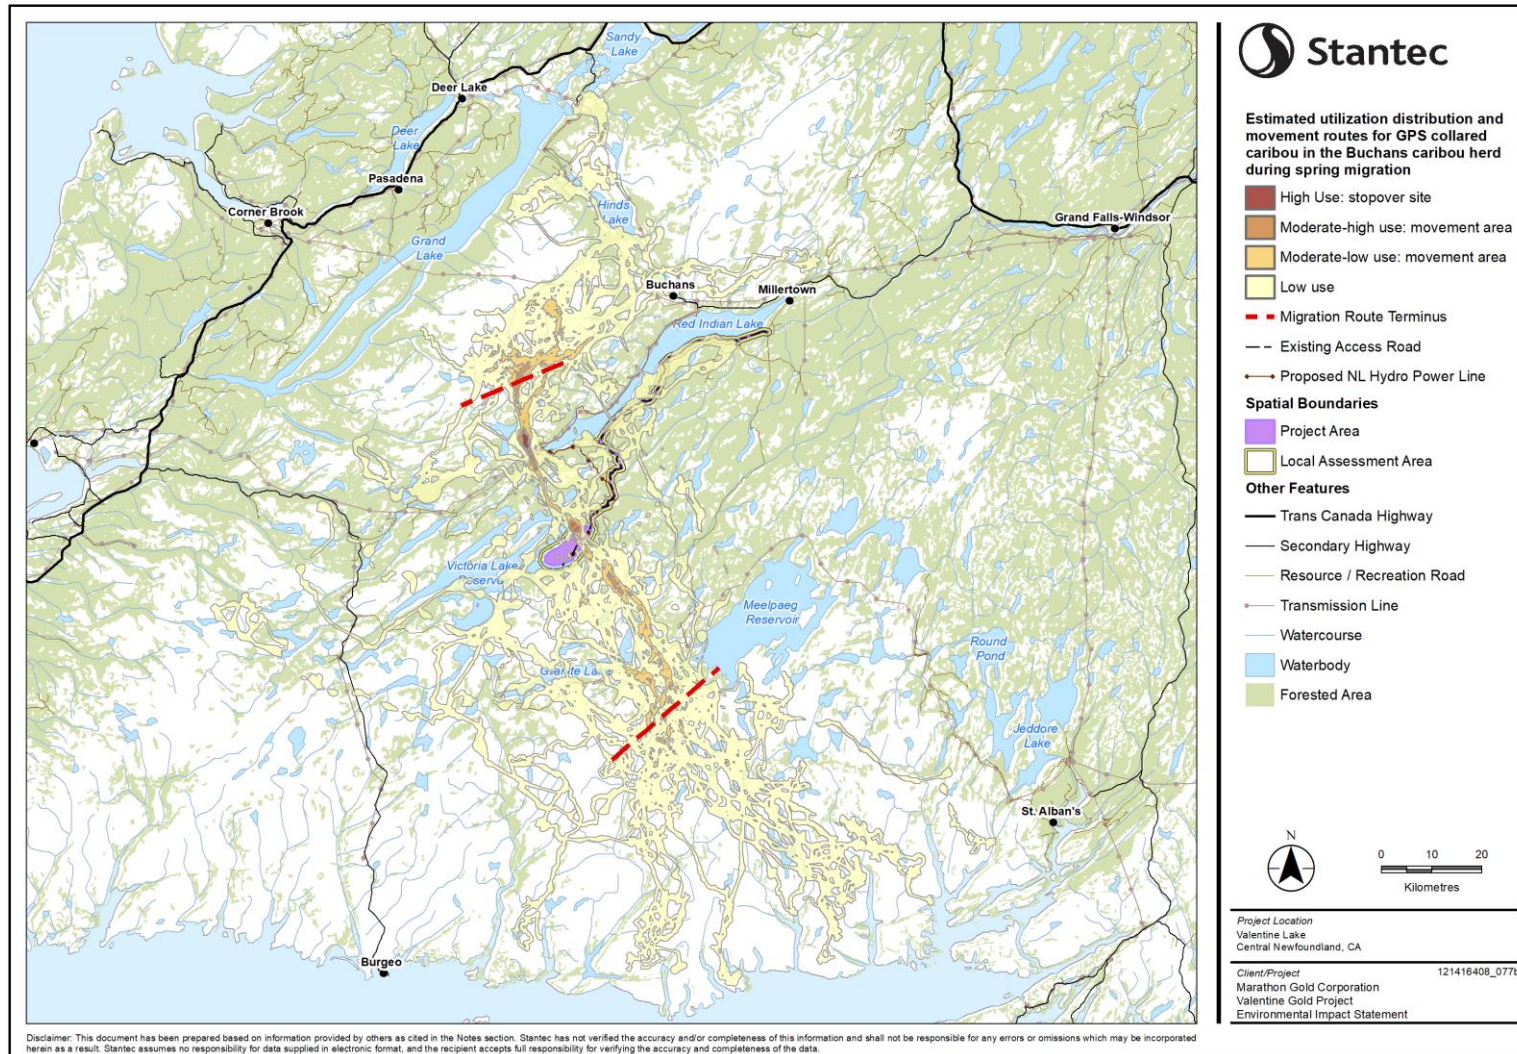 Sandy
Lake
Deer Lake
Deer
Lake
Pasadena
Corner Brook
Hinds
Lake
Grand
Lake
Grand Falls-Windsor
Buchans
Millertown
Red Indian Lake
Victoria Lake
Reservoir
Meelpaeg
Reservoir
Granite Lake
Round
Pond
Jeddore
Lake
St. Alban's
Burgeo
Stantec
Estimated utilization distribution and
movement routes for GPS collared
caribou in the Buchans caribou herd
during spring migration
High Use: stopover site
Moderate-high use: movement area
Moderate-low use: movement area
Low use
Migration Route Terminus
Existing Access Road
Proposed NL Hydro Power Line
Spatial Boundaries
Project Area
Local Assessment Area
Other Features
Trans Canada Highway
Secondary Highway
Resource / Recreation Road
Transmission Line
Watercourse
Waterbody
Forested Area
N
0 10 20
Kilometres
Project Location
Valentine Lake
Central Newfoundland, CA
Client/Project 121416408_077b
Marathon Gold Corporation
Valentine Gold Project
Environmental Impact Statement
Disclaimer: This document has been prepared based on information provided by others as cited in the Notes section. Stantec has not verified the accuracy and/or completeness of this information and shall not be responsible for any errors or omissions which may be incorporated
herein as a result. Stantec assumes no responsibility for data supplied in electronic format, and the recipient accepts full responsibility for verifying the accuracy and completeness of the data.